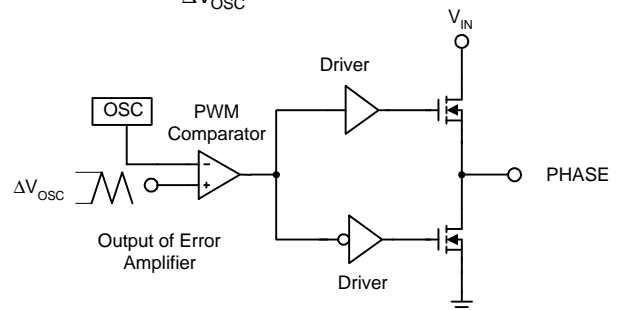 ΔV_OSC
V_IN
Driver
OSC
PWM
Comparator
-
+
ΔV_OSC
PHASE
Output of Error
Amplifier
Driver